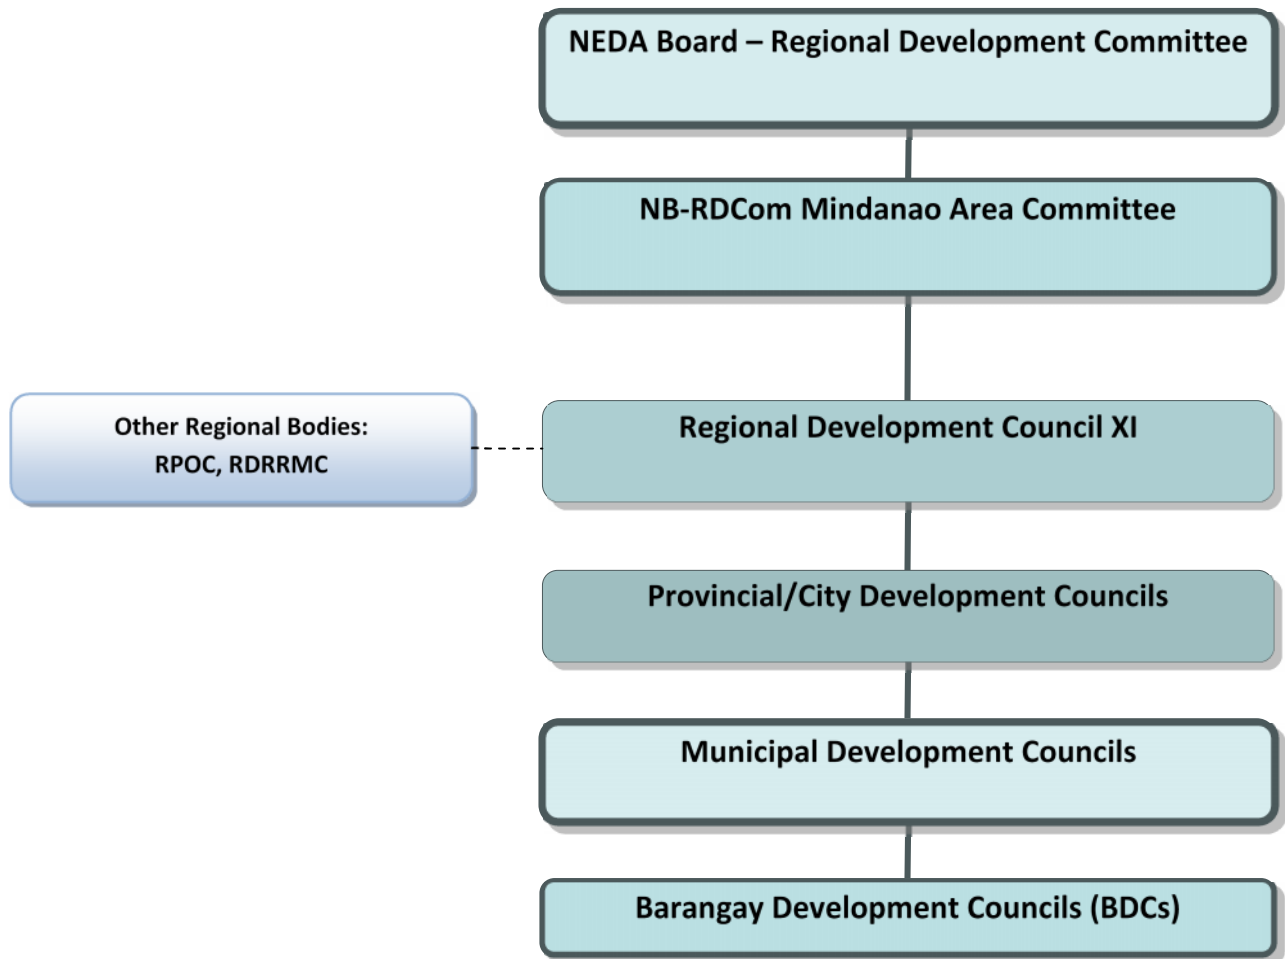 NEDA Board – Regional Development Committee
NB-RDCom Mindanao Area Committee
Other Regional Bodies:
RPOC, RDRRMC
Regional Development Council XI
Provincial/City Development Councils
Municipal Development Councils
Barangay Development Councils (BDCs)